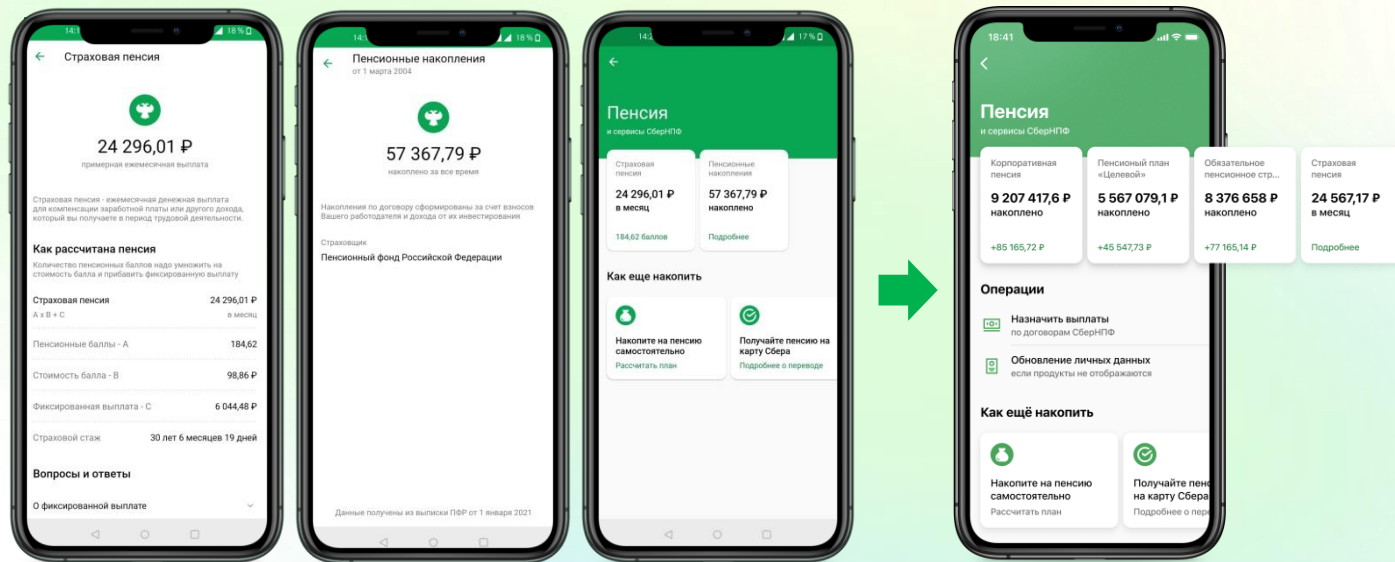 14:1
18 %
Страховая пенсия
24 296,01 ₽
примерная ежемесячная выплата
Страховая пенсия - ежемесячная денежная выплата
для компенсации заработной платы или другого дохода,
который вы получаете в период трудовой деятельности.
Как рассчитана пенсия
Количество пенсионных баллов надо умножить на
стоимость балла и прибавить фиксированную выплату
Страховая пенсия 24 296,01 ₽
A x B + C в месяц
Пенсионные баллы - A 184,62
Стоимость балла - B 98,86 ₽
Фиксированная выплата - C 6 044,48 ₽
Страховой стаж 30 лет 6 месяцев 19 дней
Вопросы и ответы
О фиксированной выплате
14:
18 %
Пенсионные накопления
от 1 марта 2004
57 367,79 ₽
накоплено за все время
Накопления по договору сформированы за счет взносов
Вашего работодателя и дохода от их инвестирования
Страховщик
Пенсионный фонд Российской Федерации
Данные получены из выписки ПФР от 1 января 2021
14:2
17 %
Пенсия
и сервисы СберНПФ
Страховая
пенсия
24 296,01 ₽
в месяц
184,62 баллов
Пенсионные
накопления
57 367,79 ₽
накоплено
Подробнее
Как еще накопить
Накопите на пенсию
самостоятельно
Рассчитать план
Получайте пенсию на
карту Сбера
Подробнее о переводе
18:41
Пенсия
и сервисы СберНПФ
Корпоративная
пенсия
9 207 417,6 ₽
накоплено
+85 165,72 ₽
Пенсионый план
«Целевой»
5 567 079,1 ₽
накоплено
+45 547,73 ₽
Обязательное
пенсионное стр...
8 376 658 ₽
накоплено
+77 165,14 ₽
Страховая
пенсия
24 567,17 ₽
в месяц
Подробнее
Операции
Назначить выплаты
по договорам СберНПФ
Обновление личных данных
если продукты не отображаются
Как ещё накопить
Накопите на пенсию
самостоятельно
Рассчитать план
Получайте пенс
на карту Сбера
Подробнее о пере